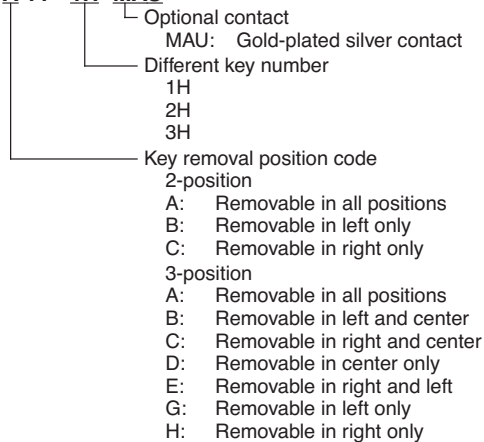 Optional contact
MAU: Gold-plated silver contact
Different key number
1H
2H
3H
Key removal position code
2-position
A: Removable in all positions
B: Removable in left only
C: Removable in right only
3-position
A: Removable in all positions
B: Removable in left and center
C: Removable in right and center
D: Removable in center only
E: Removable in right and left
G: Removable in left only
H: Removable in right only